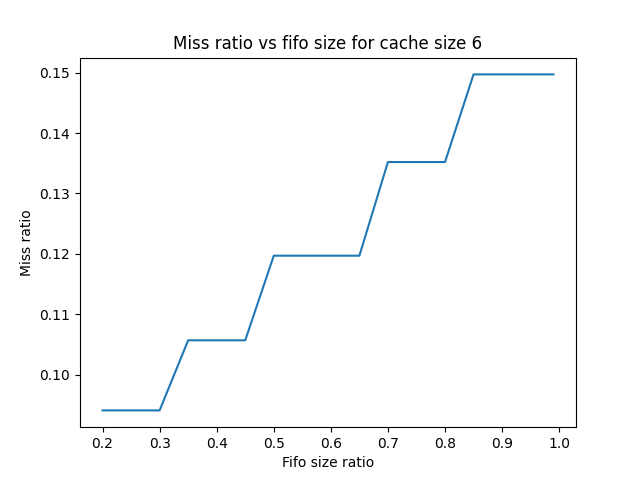 Miss ratio vs fifo size for cache size 6
0.15
0.14
0.13
0.12
0.11
0.10
Miss ratio
0.2 0.3 0.4 0.5 0.6 0.7 0.8 0.9 1.0
Fifo size ratio